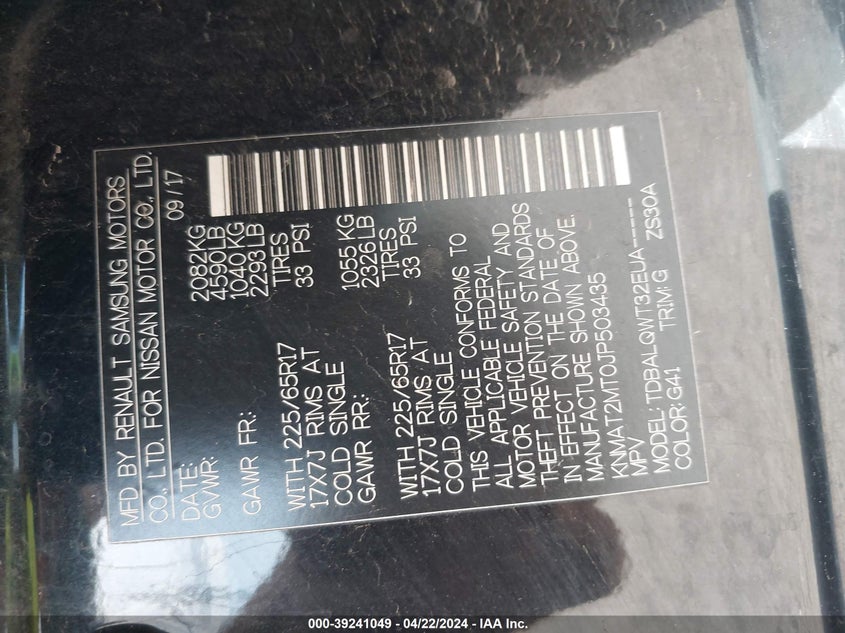 MFD BY RENAULT SAMSUNG MOTORS
CO., LTD. FOR NISSAN MOTOR CO., LTD.
DATE: 09/17
GVWR: 2082KG
4590LB
GAWR FR: 1040 KG
2293LB
WITH 225/65R17 TIRES
17X7J RIMS AT 33 PSI
COLD SINGLE
GAWR RR: 1055 KG
2326LB
WITH 225/65R17 TIRES
17X7J RIMS AT 33 PSI
COLD SINGLE
THIS VEHICLE CONFORMS TO
ALL APPLICABLE FEDERAL
MOTOR VEHICLE SAFETY AND
THEFT PREVENTION STANDARDS
IN EFFECT ON THE DATE OF
MANUFACTURE SHOWN ABOVE.
KNMAT2MT0JP503435
MPV
MODEL: TDBALQWT32EUA-----
COLOR:G41 TRIM:G ZS30A
000-39241049 - 04/22/2024 - IAA Inc.